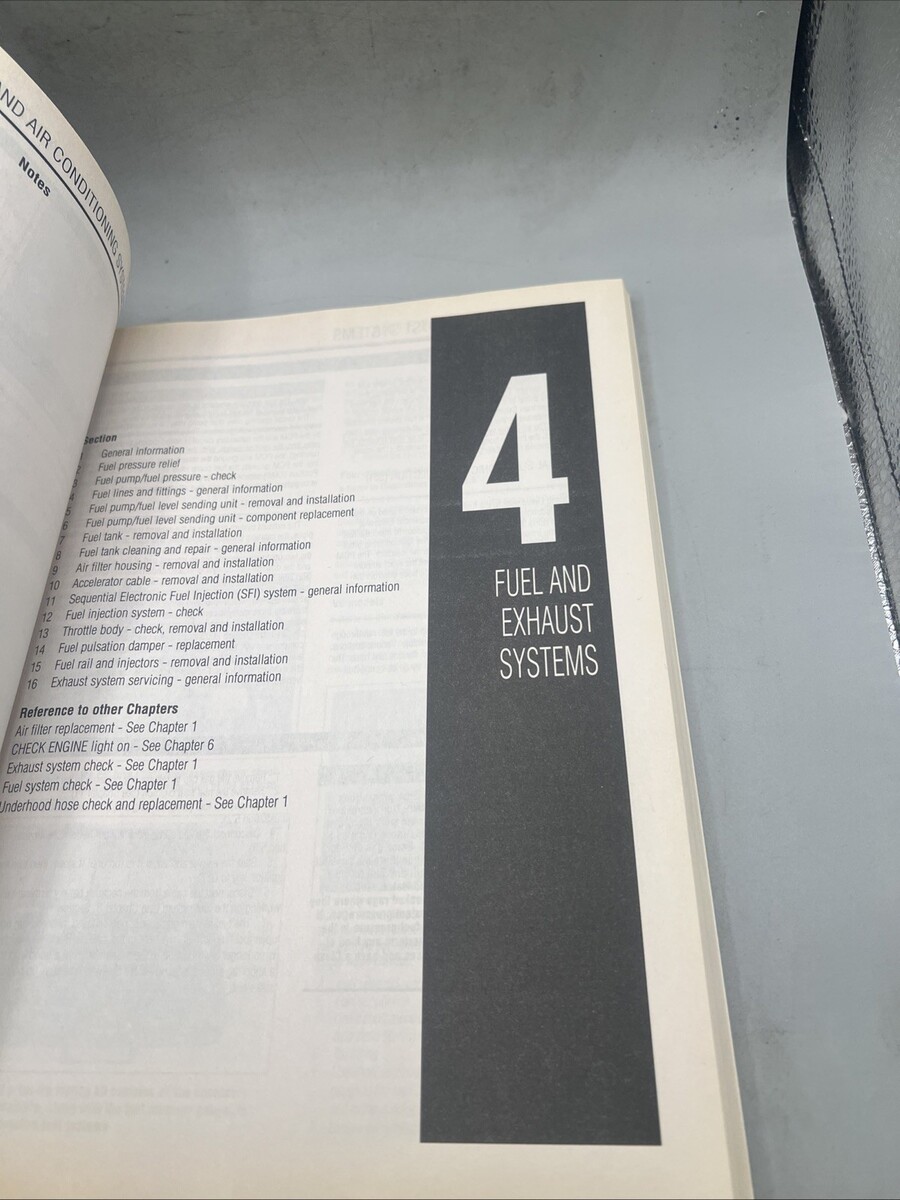 AND AIR CONDITIONING
Notes
Section
General information
2 Fuel pressure relief
3 Fuel pump/fuel pressure - check
4 Fuel lines and fittings - general information
5 Fuel pump/fuel level sending unit - removal and installation
6 Fuel pump/fuel level sending unit - component replacement
7 Fuel tank - removal and installation
8 Fuel tank cleaning and repair - general information
9 Air filter housing - removal and installation
10 Accelerator cable - removal and installation
11 Sequential Electronic Fuel Injection (SFI) system - general information
12 Fuel injection system - check
13 Throttle body - check, removal and installation
14 Fuel pulsation damper - replacement
15 Fuel rail and injectors - removal and installation
16 Exhaust system servicing - general information
Reference to other Chapters
Air filter replacement - See Chapter 1
CHECK ENGINE light on - See Chapter 6
Exhaust system check - See Chapter 1
Fuel system check - See Chapter 1
Underhood hose check and replacement - See Chapter 1
4
FUEL AND
EXHAUST
SYSTEMS